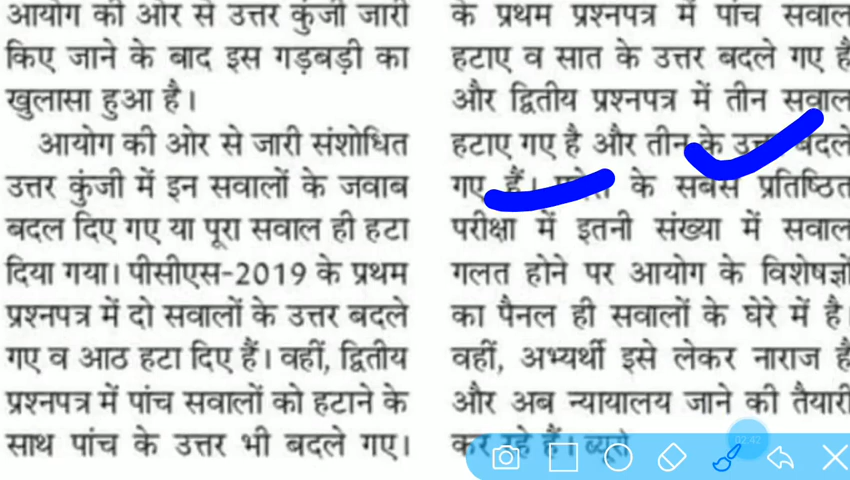 आयोग की ओर से उत्तर कुंजी जारी
किए जाने के बाद इस गड़बड़ी का
खुलासा हुआ है।
आयोग की ओर से जारी संशोधित
उत्तर कुंजी में इन सवालों के जवाब
बदल दिए गए या पूरा सवाल ही हटा
दिया गया। पीसीएस-2019 के प्रथम
प्रश्नपत्र में दो सवालों के उत्तर बदले
गए व आठ हटा दिए हैं। वहीं, द्वितीय
प्रश्नपत्र में पांच सवालों को हटाने के
साथ पांच के उत्तर भी बदले गए।
के प्रथम प्रश्नपत्र में पांच सवाल
हटाए व सात के उत्तर बदले गए है
और द्वितीय प्रश्नपत्र में तीन सवाल
हटाए गए है और तीन के बदले
गए हैं। के सबसे प्रतिष्ठित
परीक्षा में इतनी संख्या में सवाल
गलत होने पर आयोग के विशेषज्ञों
का पैनल ही सवालों के घेरे में है।
वहीं, अभ्यर्थी इसे लेकर नाराज है
और अब न्यायालय जाने की तैयारी
कर रहे हैं। ब्यूरो
02:42